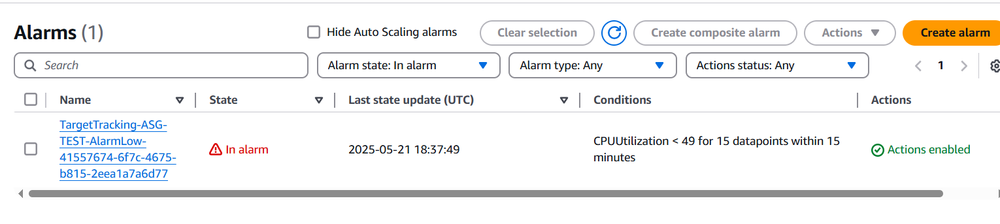 Alarms (1)
Hide Auto Scaling alarms
Clear selection
Create composite alarm
Actions
Create alarm
Search
Alarm state: In alarm
Alarm type: Any
Actions status: Any
1
Name
State
Last state update (UTC)
Conditions
Actions
TargetTracking-ASG-
TEST-AlarmLow-
41557674-6f7c-4675-
b815-2eea1a7a6d77
In alarm
2025-05-21 18:37:49
CPUUtilization < 49 for 15 datapoints within 15
minutes
Actions enabled